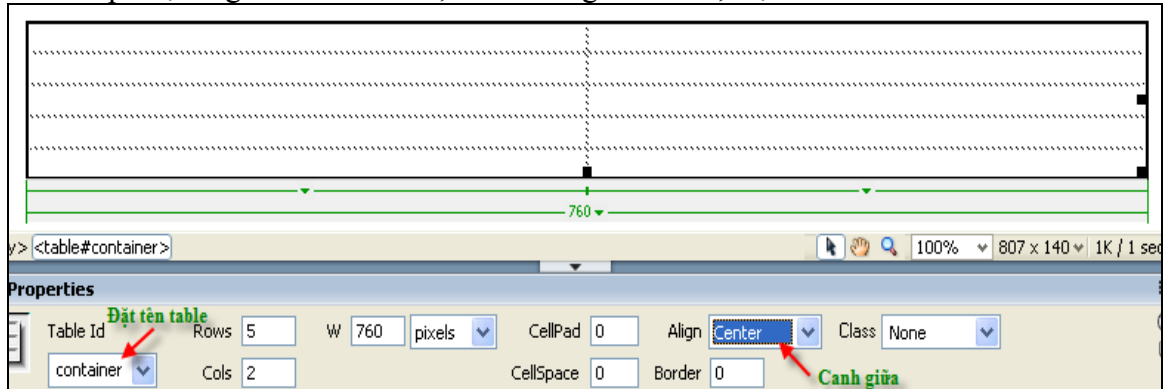 760
y> <table#container>
100% 807 x 140 1K / 1 sec
Properties
Đặt tên table
Table Id Rows 5 W 760 pixels CellPad 0 Align Center Class None
container Cols 2 CellSpace 0 Border 0 Canh giữa